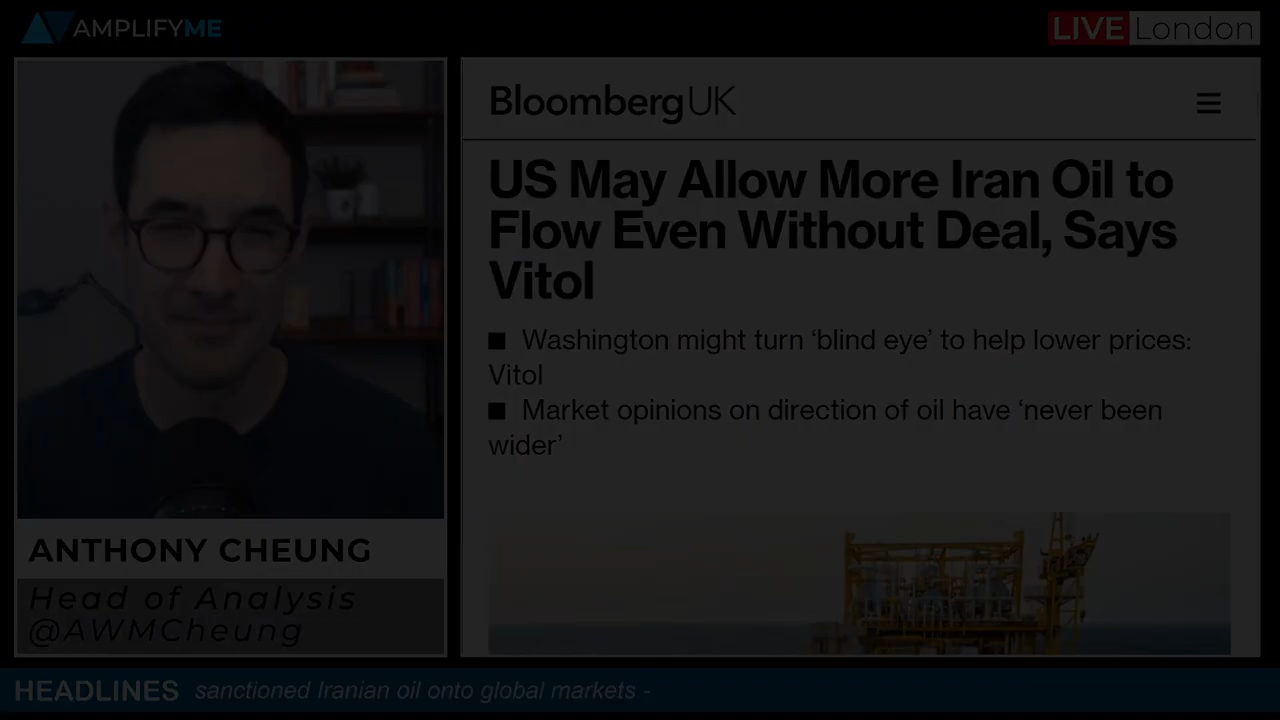 AMPLIFYME
LIVE London
BloombergUK
US May Allow More Iran Oil to
Flow Even Without Deal, Says
Vitol
■ Washington might turn ‘blind eye’ to help lower prices:
Vitol
■ Market opinions on direction of oil have ‘never been
wider’
ANTHONY CHEUNG
Head of Analysis
@AWMCheung
HEADLINES sanctioned Iranian oil onto global markets -